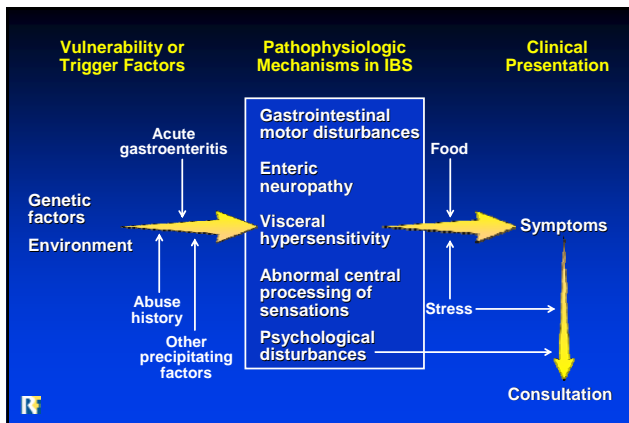 Vulnerability or
Trigger Factors
Pathophysiologic
Mechanisms in IBS
Clinical
Presentation
Acute
gastroenteritis
Genetic
factors
Environment
Abuse
history
Other
precipitating
factors
Gastrointestinal
motor disturbances
Enteric
neuropathy
Visceral
hypersensitivity
Abnormal central
processing of
sensations
Psychological
disturbances
Food
Stress
Symptoms
Consultation
RF